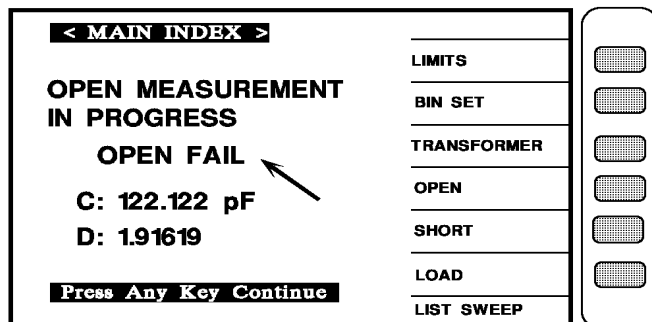 < MAIN INDEX >
OPEN MEASUREMENT
IN PROGRESS
OPEN FAIL
C: 122.122 pF
D: 1.91619
Press Any Key Continue
LIMITS
BIN SET
TRANSFORMER
OPEN
SHORT
LOAD
LIST SWEEP